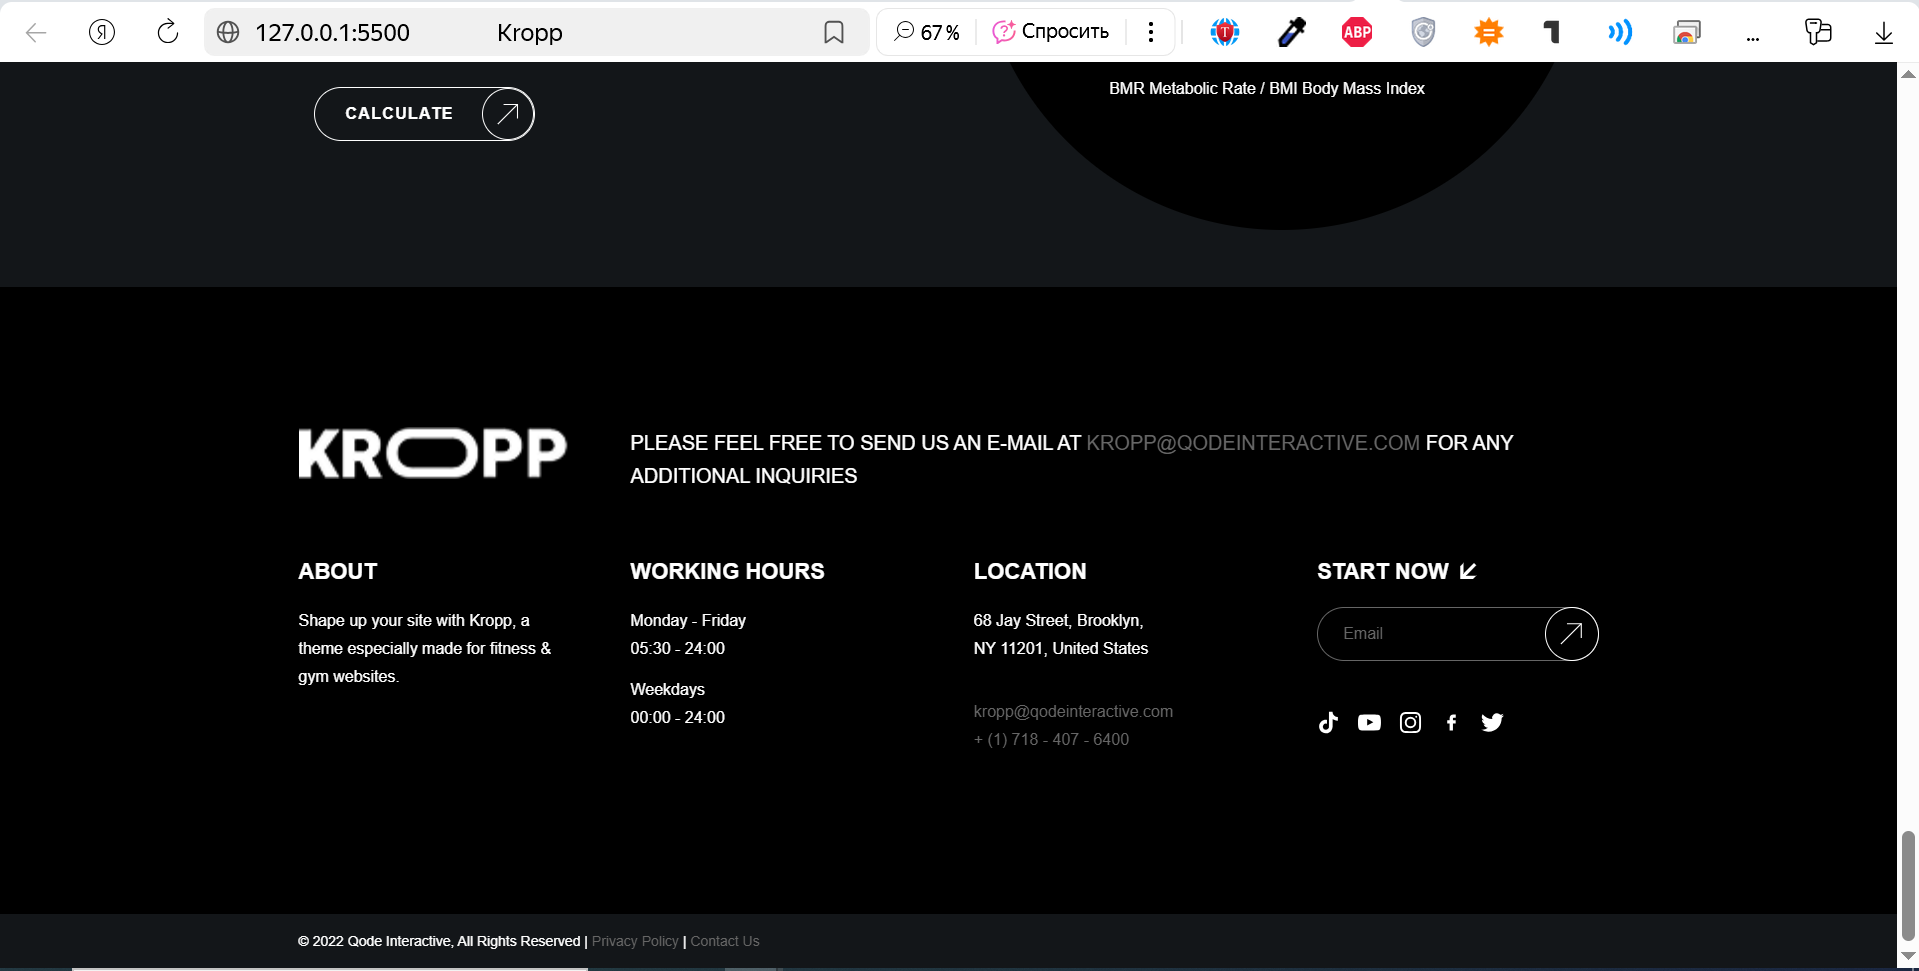 127.0.0.1:5500 Kropp 67% Спросить ABP
CALCULATE
BMR Metabolic Rate / BMI Body Mass Index
KROPP
PLEASE FEEL FREE TO SEND US AN E-MAIL AT KROPP@QODEINTERACTIVE.COM FOR ANY
ADDITIONAL INQUIRIES
ABOUT
Shape up your site with Kropp, a
theme especially made for fitness &
gym websites.
WORKING HOURS
Monday - Friday
05:30 - 24:00
Weekdays
00:00 - 24:00
LOCATION
68 Jay Street, Brooklyn,
NY 11201, United States
kropp@qodeinteractive.com
+ (1) 718 - 407 - 6400
START NOW
Email
© 2022 Qode Interactive, All Rights Reserved | Privacy Policy | Contact Us